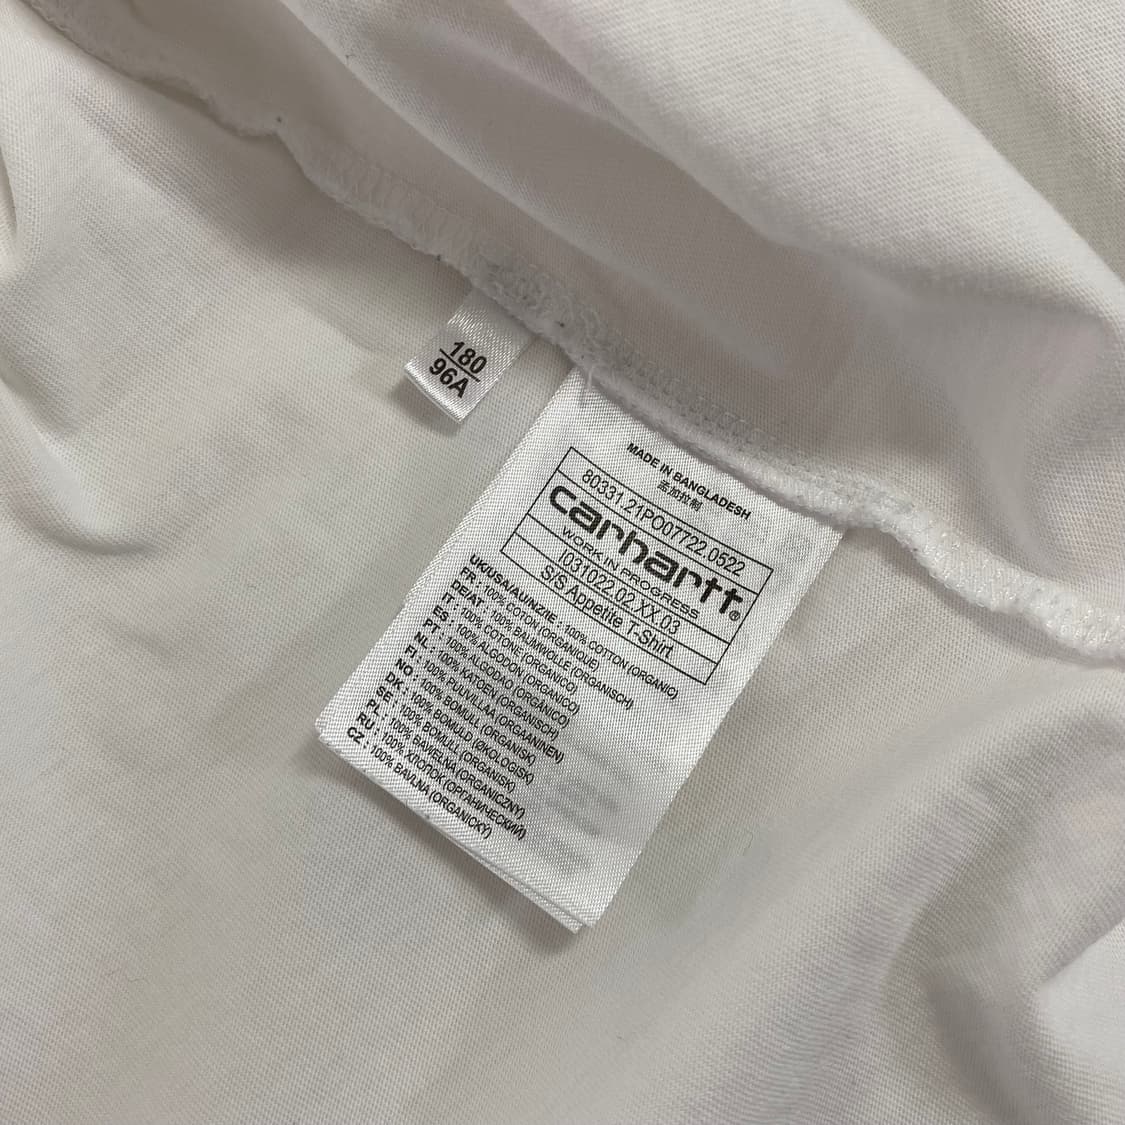 180
96A
MADE IN BANGLADESH
孟加拉制
80331.21PO07722.0522
carhartt®
WORK IN PROGRESS
I031022.02.XX.03
S/S Appetite T-Shirt
UK/USA/AU/NZ/IE : 100% COTTON (ORGANIC)
FR : 100% COTON (ORGANIQUE)
DE/AT : 100% BAUMWOLLE (ORGANISCH)
IT : 100% COTONE (ORGANICO)
ES : 100% ALGODON (ORGANICO)
PT : 100% ALGODAO (ORGÂNICO)
NL : 100% KATOEN (ORGANISCH)
FI : 100% PUUVILLAA (ORGAANINEN)
NO : 100% BOMULL (ORGANISK)
DK : 100% BOMULD (ØKOLOGISK)
SE : 100% BOMULL (ORGANISK)
PL : 100% BAWEŁNA (ORGANICZNY)
RU : 100% ХЛОПОК (ОРГАНИЧЕСКИЙ)
CZ : 100% BAVLNA (ORGANICKÝ)